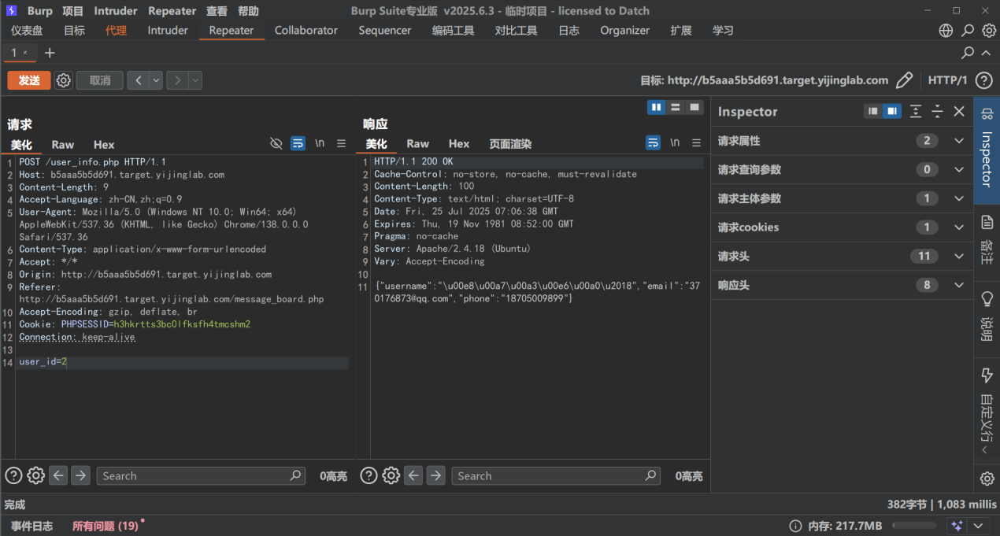 Burp 项目 Intruder Repeater 查看 帮助 Burp Suite专业版 v2025.6.3 - 临时项目 - licensed to Datch
仪表盘 目标 代理 Intruder Repeater Collaborator Sequencer 编码工具 对比工具 日志 Organizer 扩展 学习
1 × +
发送 取消 < > 目标: http://b5aaa5b5d691.target.yijinglab.com HTTP/1
请求
美化 Raw Hex \n
1 POST /user_info.php HTTP/1.1
2 Host: b5aaa5b5d691.target.yijinglab.com
3 Content-Length: 9
4 Accept-Language: zh-CN,zh;q=0.9
5 User-Agent: Mozilla/5.0 (Windows NT 10.0; Win64; x64)
AppleWebKit/537.36 (KHTML, like Gecko) Chrome/138.0.0.0
Safari/537.36
6 Content-Type: application/x-www-form-urlencoded
7 Accept: */*
8 Origin: http://b5aaa5b5d691.target.yijinglab.com
9 Referer:
http://b5aaa5b5d691.target.yijinglab.com/message_board.php
10 Accept-Encoding: gzip, deflate, br
11 Cookie: PHPSESSID=h3hkrtts3bc0lfksfh4tmcshm2
12 Connection: keep-alive
13
14 user_id=2
Search 0高亮
响应
美化 Raw Hex 页面渲染 \n
1 HTTP/1.1 200 OK
2 Cache-Control: no-store, no-cache, must-revalidate
3 Content-Length: 100
4 Content-Type: text/html; charset=UTF-8
5 Date: Fri, 25 Jul 2025 07:06:38 GMT
6 Expires: Thu, 19 Nov 1981 08:52:00 GMT
7 Pragma: no-cache
8 Server: Apache/2.4.18 (Ubuntu)
9 Vary: Accept-Encoding
10
11 {"username":"\u00e8\u00a7\u00a3\u00e6\u00a0\u2018","email":"37
0176873@qq.com","phone":"18705009899"}
Search 0高亮
Inspector
请求属性 2
请求查询参数 0
请求主体参数 1
请求cookies 1
请求头 11
响应头 8
Inspector
备注
说明
自定义行
完成 382字节 | 1,083 millis
事件日志 所有问题 (19) 内存: 217.7MB